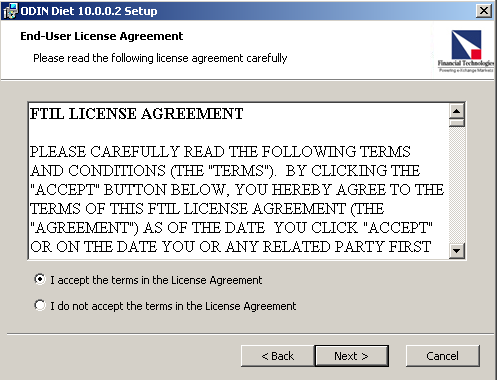 ODIN Diet 10.0.0.2 Setup
End-User License Agreement
Please read the following license agreement carefully
Financial Technologies
Powering e-Xchange Markets
FTIL LICENSE AGREEMENT
PLEASE CAREFULLY READ THE FOLLOWING TERMS
AND CONDITIONS (THE "TERMS").  BY CLICKING THE
"ACCEPT" BUTTON BELOW, YOU HEREBY AGREE TO THE
TERMS OF THIS FTIL LICENSE AGREEMENT (THE
"AGREEMENT") AS OF THE DATE  YOU CLICK "ACCEPT"
OR ON THE DATE YOU OR ANY RELATED PARTY FIRST
I accept the terms in the License Agreement
I do not accept the terms in the License Agreement
< Back
Next >
Cancel